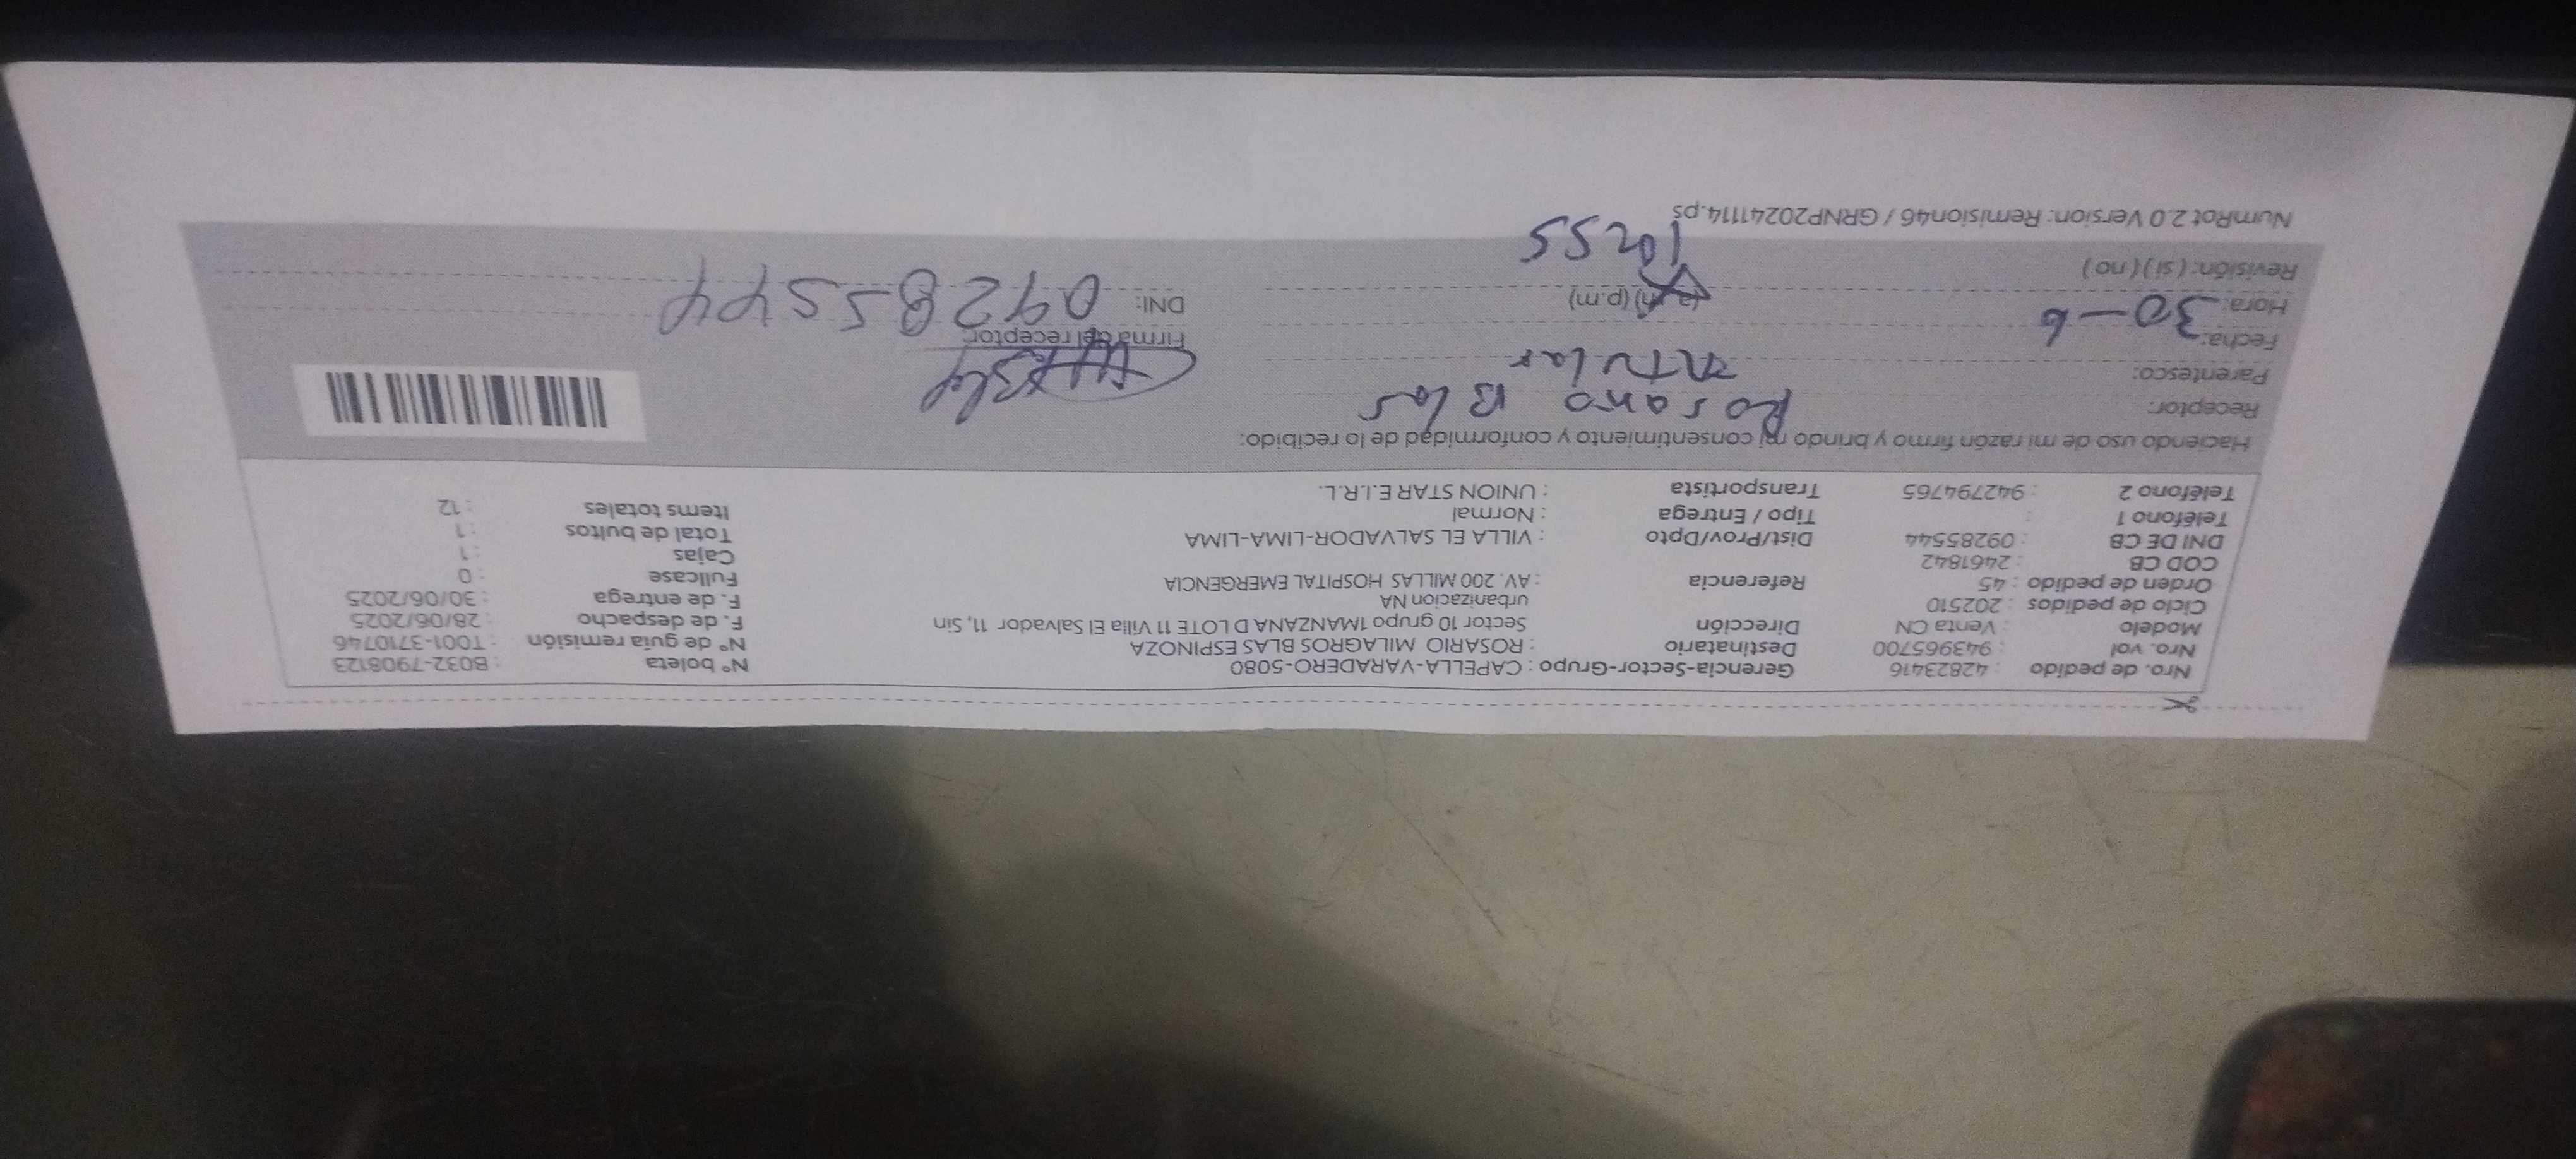 Nro. de pedido : 42823416 Gerencia-Sector-Grupo : CAPELLA-VARADERO-5080 Nº boleta : B032-7908123
Nro. vol : 943965700 Destinatario : ROSARIO MILAGROS BLAS ESPINOZA Nº de guía remisión : T001-3710746
Modelo : Venta CN Dirección Sector 10 grupo 1MANZANA D LOTE 11 Villa El Salvador 11, Sin F. de despacho : 28/06/2025
Ciclo de pedidos : 202510 urbanizacion NA F. de entrega : 30/06/2025
Orden de pedido : 45 Referencia : AV. 200 MILLAS HOSPITAL EMERGENCIA Fullcase : 0
COD CB : 2461842 Cajas : 1
DNI DE CB : 09285544 Dist/Prov/Dpto : VILLA EL SALVADOR-LIMA-LIMA Total de bultos : 1
Teléfono 1 : Tipo / Entrega : Normal Items totales : 12
Teléfono 2 : 942794765 Transportista : UNION STAR E.I.R.L.
Haciendo uso de mi razón firmo y brindo mi consentimiento y conformidad de lo recibido:
Receptor: Rosario Blas
Parentesco:
Fecha: 30-6 Firma del receptor
Hora: (a.m) (p.m) DNI: 09285544
Revisión: ( si ) ( no )
NumRot 2.0 Version: Remision46 / GRNP20241114.ps